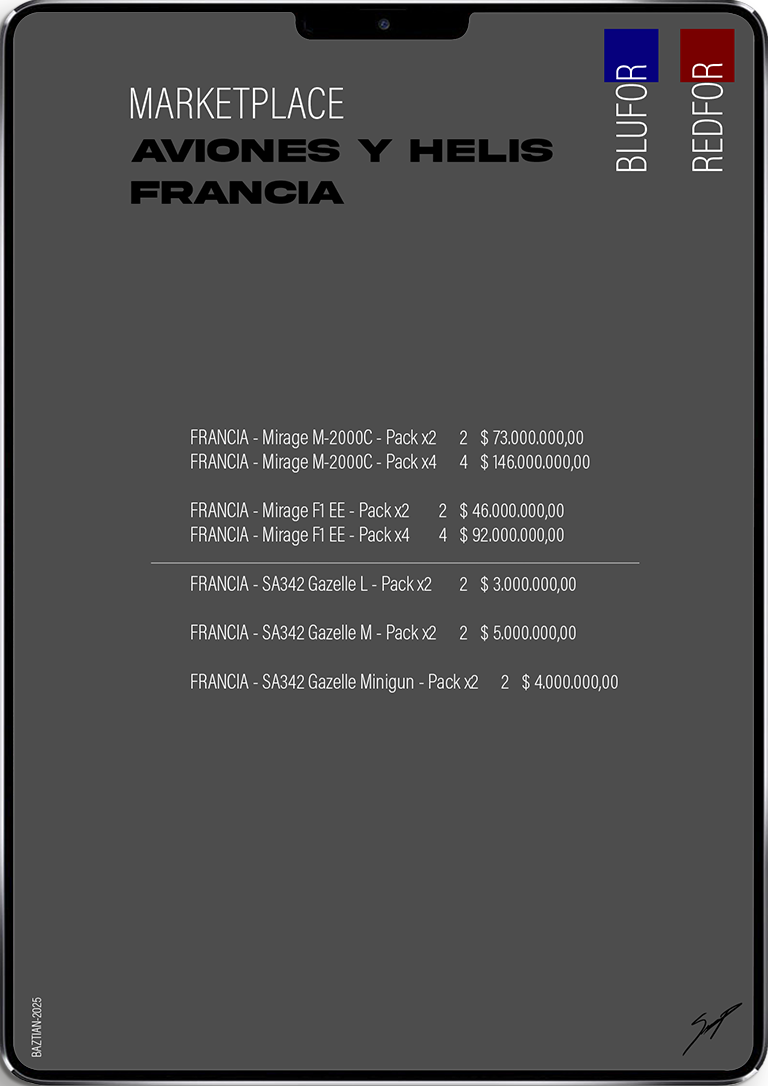 MARKETPLACE
AVIONES Y HELIS
FRANCIA
BLUFOR
REDFOR
FRANCIA - Mirage M-2000C - Pack x2 2 $ 73.000.000,00
FRANCIA - Mirage M-2000C - Pack x4 4 $ 146.000.000,00
FRANCIA - Mirage F1 EE - Pack x2 2 $ 46.000.000,00
FRANCIA - Mirage F1 EE - Pack x4 4 $ 92.000.000,00
FRANCIA - SA342 Gazelle L - Pack x2 2 $ 3.000.000,00
FRANCIA - SA342 Gazelle M - Pack x2 2 $ 5.000.000,00
FRANCIA - SA342 Gazelle Minigun - Pack x2 2 $ 4.000.000,00
BAZTIAN-2025